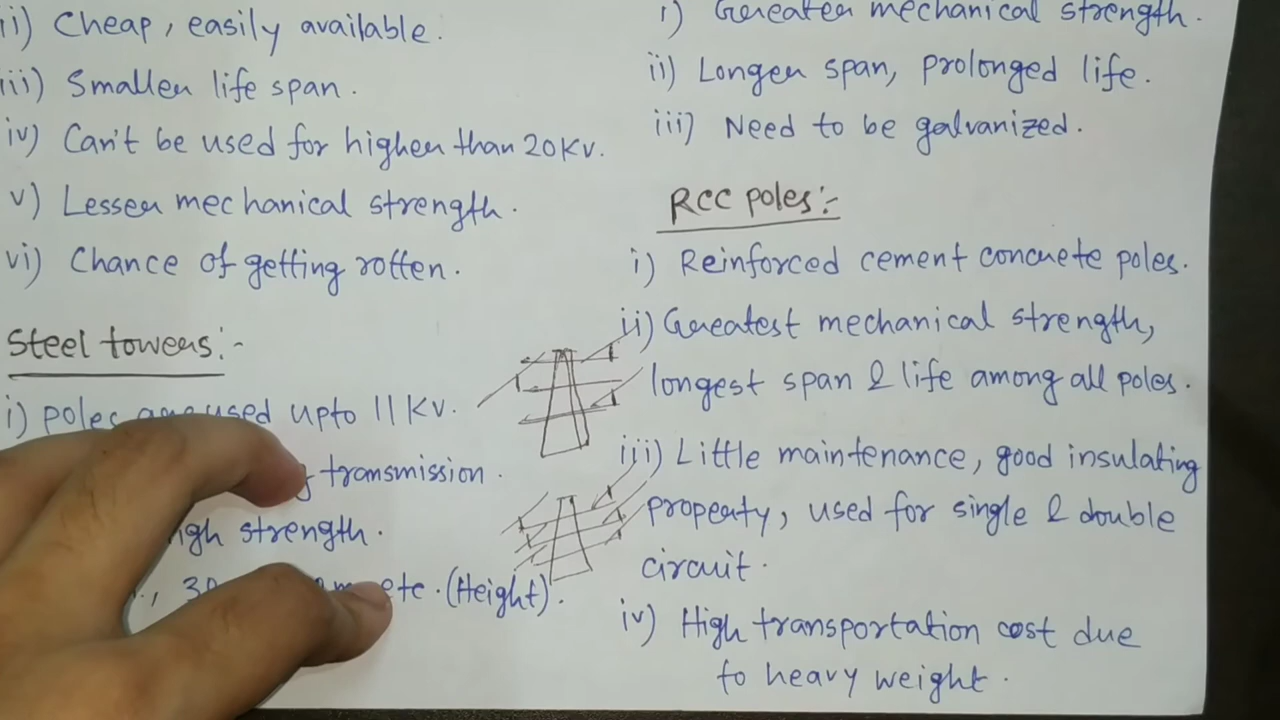 ii) Cheap, easily available.
iii) Smaller life span.
iv) Can't be used for higher than 20KV.
v) Lesser mechanical strength.
vi) Chance of getting rotten.
Steel towers:-
i) poles are used upto 11KV.
transmission.
high strength.
, 30 etc. (Height).
i) Greater mechanical strength.
ii) Longer span, prolonged life.
iii) Need to be galvanized.
RCC poles:-
i) Reinforced cement concrete poles.
ii) Greatest mechanical strength,
longest span & life among all poles.
iii) Little maintenance, good insulating
property, used for single & double
circuit.
iv) High transportation cost due
to heavy weight.